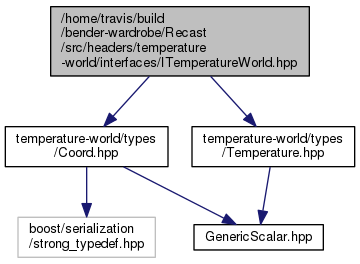 /home/travis/build
/bender-wardrobe/Recast
/src/headers/temperature
-world/interfaces/ITemperatureWorld.hpp
temperature-world/types
/Coord.hpp
temperature-world/types
/Temperature.hpp
boost/serialization
/strong_typedef.hpp
GenericScalar.hpp